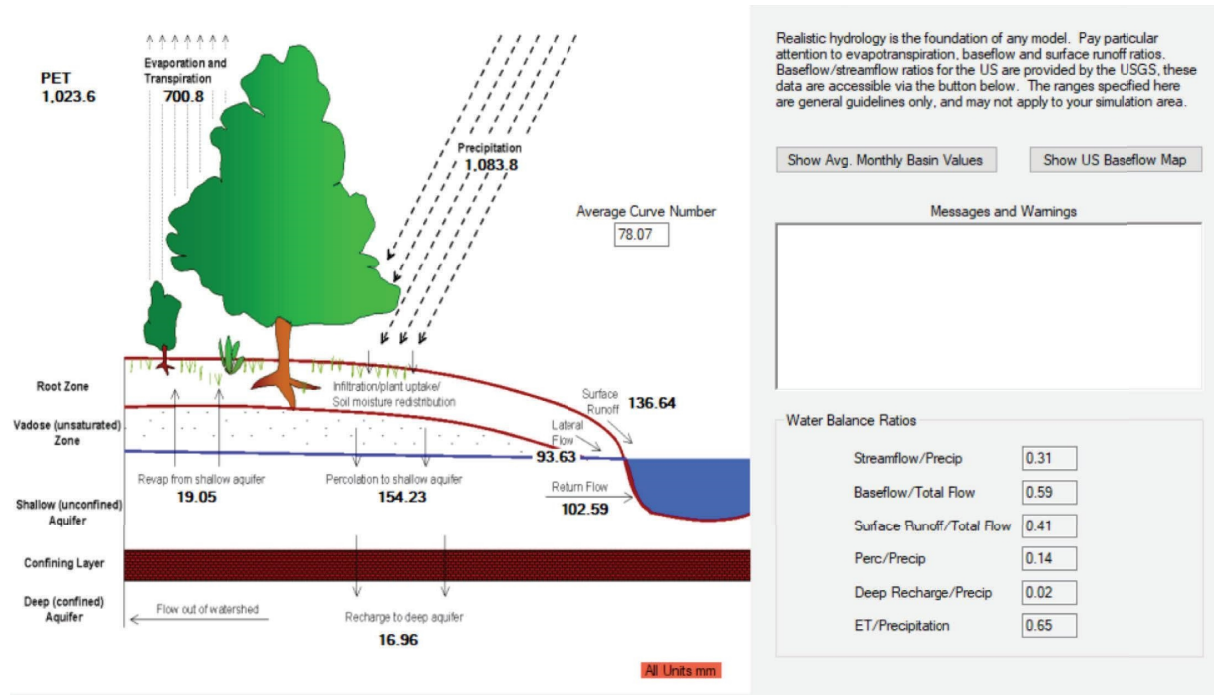 PET
1,023.6
Evaporation and
Transpiration
700.8
Precipitation
1,083.8
Average Curve Number
78.07
Root Zone
Infiltration/plant uptake/
Soil moisture redistribution
Surface
Runoff
136.64
Vadose (unsaturated)
Zone
Lateral
Flow
93.63
Revap from shallow aquifer
19.05
Percolation to shallow aquifer
154.23
Return Flow
102.59
Shallow (unconfined)
Aquifer
Confining Layer
Deep (confined)
Aquifer
Flow out of watershed
Recharge to deep aquifer
16.96
All Units mm
Realistic hydrology is the foundation of any model. Pay particular
attention to evapotranspiration, baseflow and surface runoff ratios.
Baseflow/streamflow ratios for the US are provided by the USGS, these
data are accessible via the button below. The ranges specified here
are general guidelines only, and may not apply to your simulation area.
Show Avg. Monthly Basin Values
Show US Baseflow Map
Messages and Warnings
Water Balance Ratios
Streamflow/Precip 0.31
Baseflow/Total Flow 0.59
Surface Runoff/Total Flow 0.41
Perc/Precip 0.14
Deep Recharge/Precip 0.02
ET/Precipitation 0.65